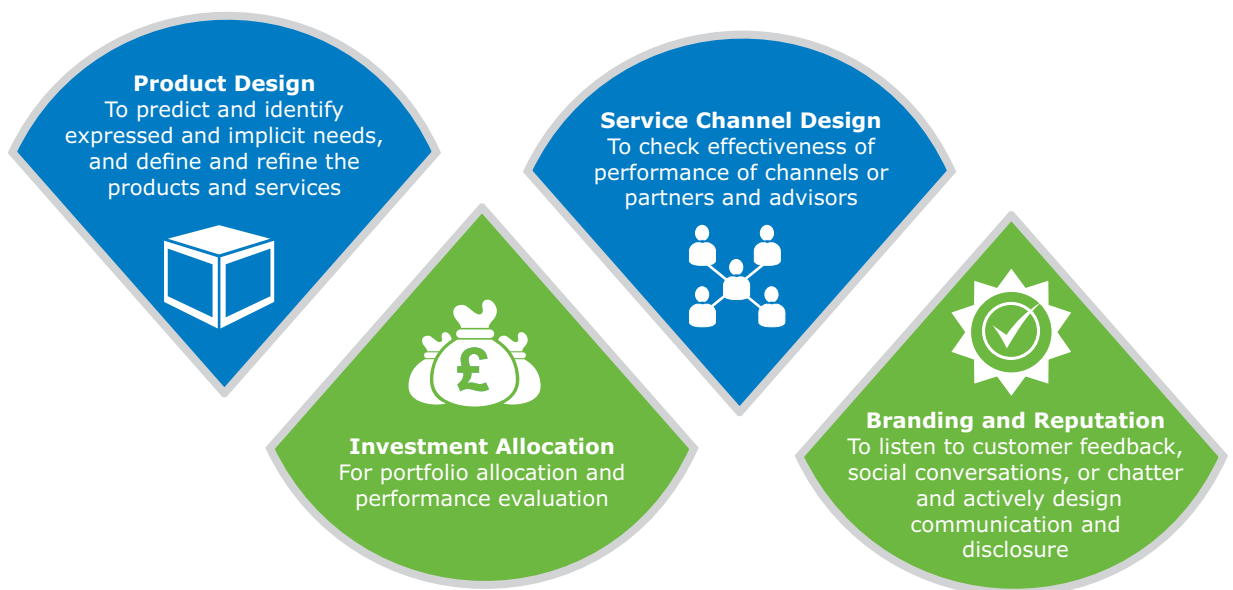 Product Design
To predict and identify
expressed and implicit needs,
and define and refine the
products and services
Service Channel Design
To check effectiveness of
performance of channels or
partners and advisors
£
Investment Allocation
For portfolio allocation and
performance evaluation
Branding and Reputation
To listen to customer feedback,
social conversations, or chatter
and actively design
communication and
disclosure